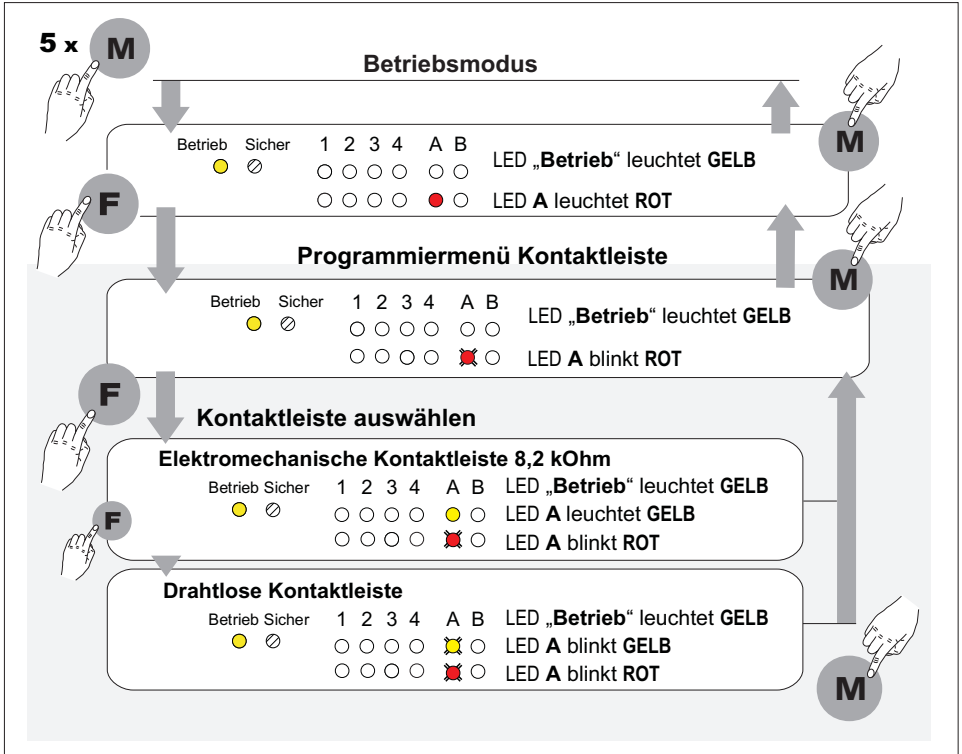 5 x M
Betriebsmodus
M
Betrieb Sicher 1 2 3 4 A B
LED „Betrieb“ leuchtet GELB
LED A leuchtet ROT
F
M
Programmiermenü Kontaktleiste
Betrieb Sicher 1 2 3 4 A B
LED „Betrieb“ leuchtet GELB
LED A blinkt ROT
F
Kontaktleiste auswählen
Elektromechanische Kontaktleiste 8,2 kOhm
Betrieb Sicher 1 2 3 4 A B LED „Betrieb“ leuchtet GELB
LED A leuchtet GELB
LED A blinkt ROT
F
Drahtlose Kontaktleiste
Betrieb Sicher 1 2 3 4 A B LED „Betrieb“ leuchtet GELB
LED A blinkt GELB
LED A blinkt ROT
M